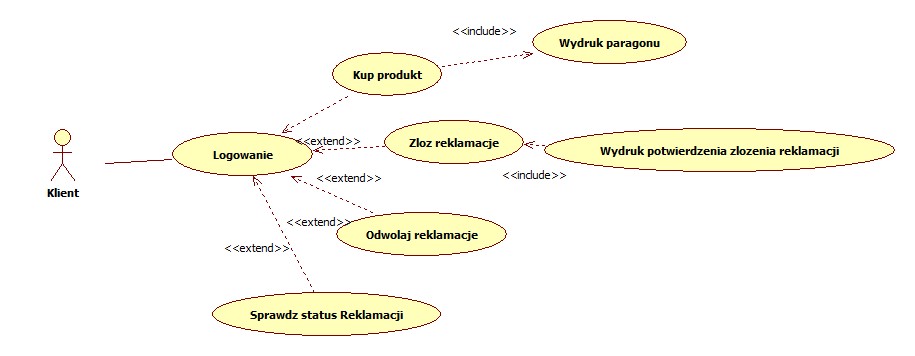 <<include>>
Wydruk paragonu
Kup produkt
<<extend>>
Zloz reklamacje
Logowanie
Wydruk potwierdzenia zlozenia reklamacji
<<include>>
<<extend>>
Klient
<<extend>>
Odwolaj reklamacje
<<extend>>
Sprawdz status Reklamacji